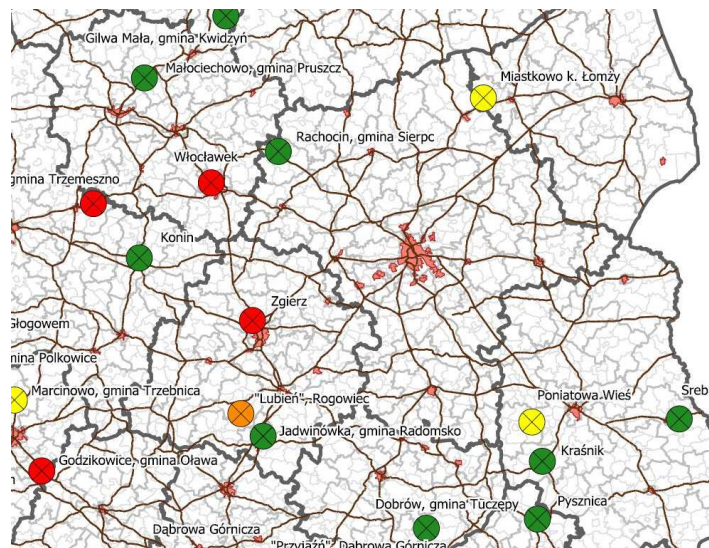 Gilwa Mała, gmina Kwidzyń
Małociechowo, gmina Pruszcz
Miastkowo k. Łomży
Rachocin, gmina Sierpc
Włocławek
gmina Trzemeszno
Konin
Zgierz
Głogowem
mina Polkowice
Marcinowo, gmina Trzebnica
"Lubień", Rogowiec
Poniatowa Wieś
Sreb
Jadwinówka, gmina Radomsko
Kraśnik
Godzikowice, gmina Oława
Dobrów, gmina Tuczępy
Pysznica
Dąbrowa Górnicza
"Przyjaźń", Dąbrowa Górnicza